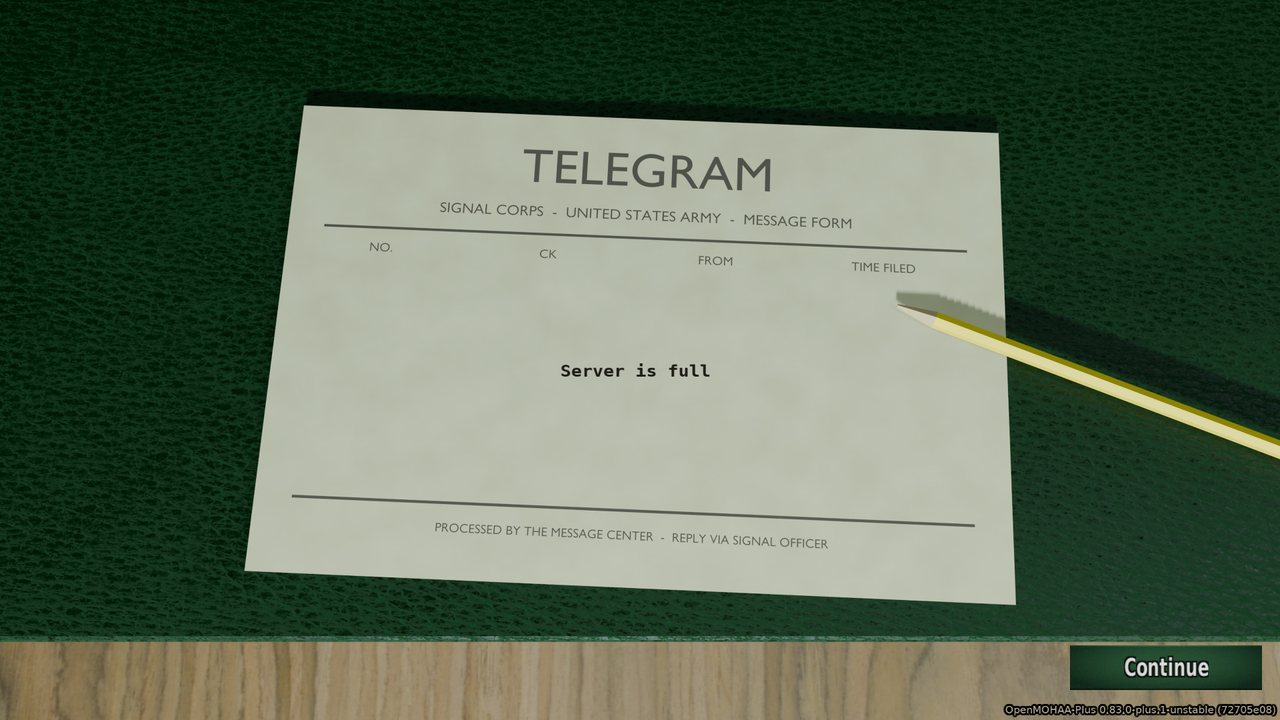 TELEGRAM
SIGNAL CORPS - UNITED STATES ARMY - MESSAGE FORM
NO. CK FROM TIME FILED
Server is full
PROCESSED BY THE MESSAGE CENTER - REPLY VIA SIGNAL OFFICER
Continue
OpenMOHAA-Plus 0.83.0-plus.1-unstable (72705e08)